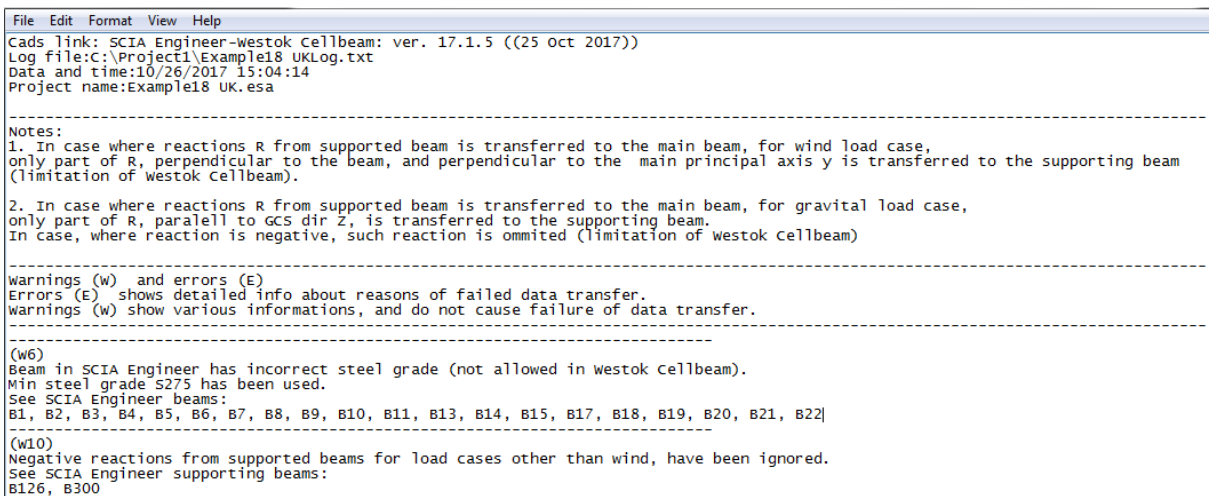 File Edit Format View Help
Cads link: SCIA Engineer-Westok Cellbeam: ver. 17.1.5 ((25 Oct 2017))
Log file:C:\Project1\Example18 UKLog.txt
Data and time:10/26/2017 15:04:14
Project name:Example18 UK.esa
--------------------------------------------------------------------------------------------------------------------------------------------------------
Notes:
1. In case where reactions R from supported beam is transferred to the main beam, for wind load case,
only part of R, perpendicular to the beam, and perpendicular to the  main principal axis y is transferred to the supporting beam
(limitation of Westok Cellbeam).
2. In case where reactions R from supported beam is transferred to the main beam, for gravital load case,
only part of R, paralell to GCS dir Z, is transferred to the supporting beam.
In case, where reaction is negative, such reaction is ommited (limitation of Westok Cellbeam)
--------------------------------------------------------------------------------------------------------------------------------------------------------
Warnings (W)  and errors (E)
Errors (E)  shows detailed info about reasons of failed data transfer.
Warnings (W) show various informations, and do not cause failure of data transfer.
--------------------------------------------------------------------------------------------------------------------------------------------------------
-----------------------------------------------------------------------------------------
(W6)
Beam in SCIA Engineer has incorrect steel grade (not allowed in Westok Cellbeam).
Min steel grade S275 has been used.
See SCIA Engineer beams:
B1, B2, B3, B4, B5, B6, B7, B8, B9, B10, B11, B13, B14, B15, B17, B18, B19, B20, B21, B22
-----------------------------------------------------------------------------------------
(W10)
Negative reactions from supported beams for load cases other than wind, have been ignored.
See SCIA Engineer supporting beams:
B126, B300